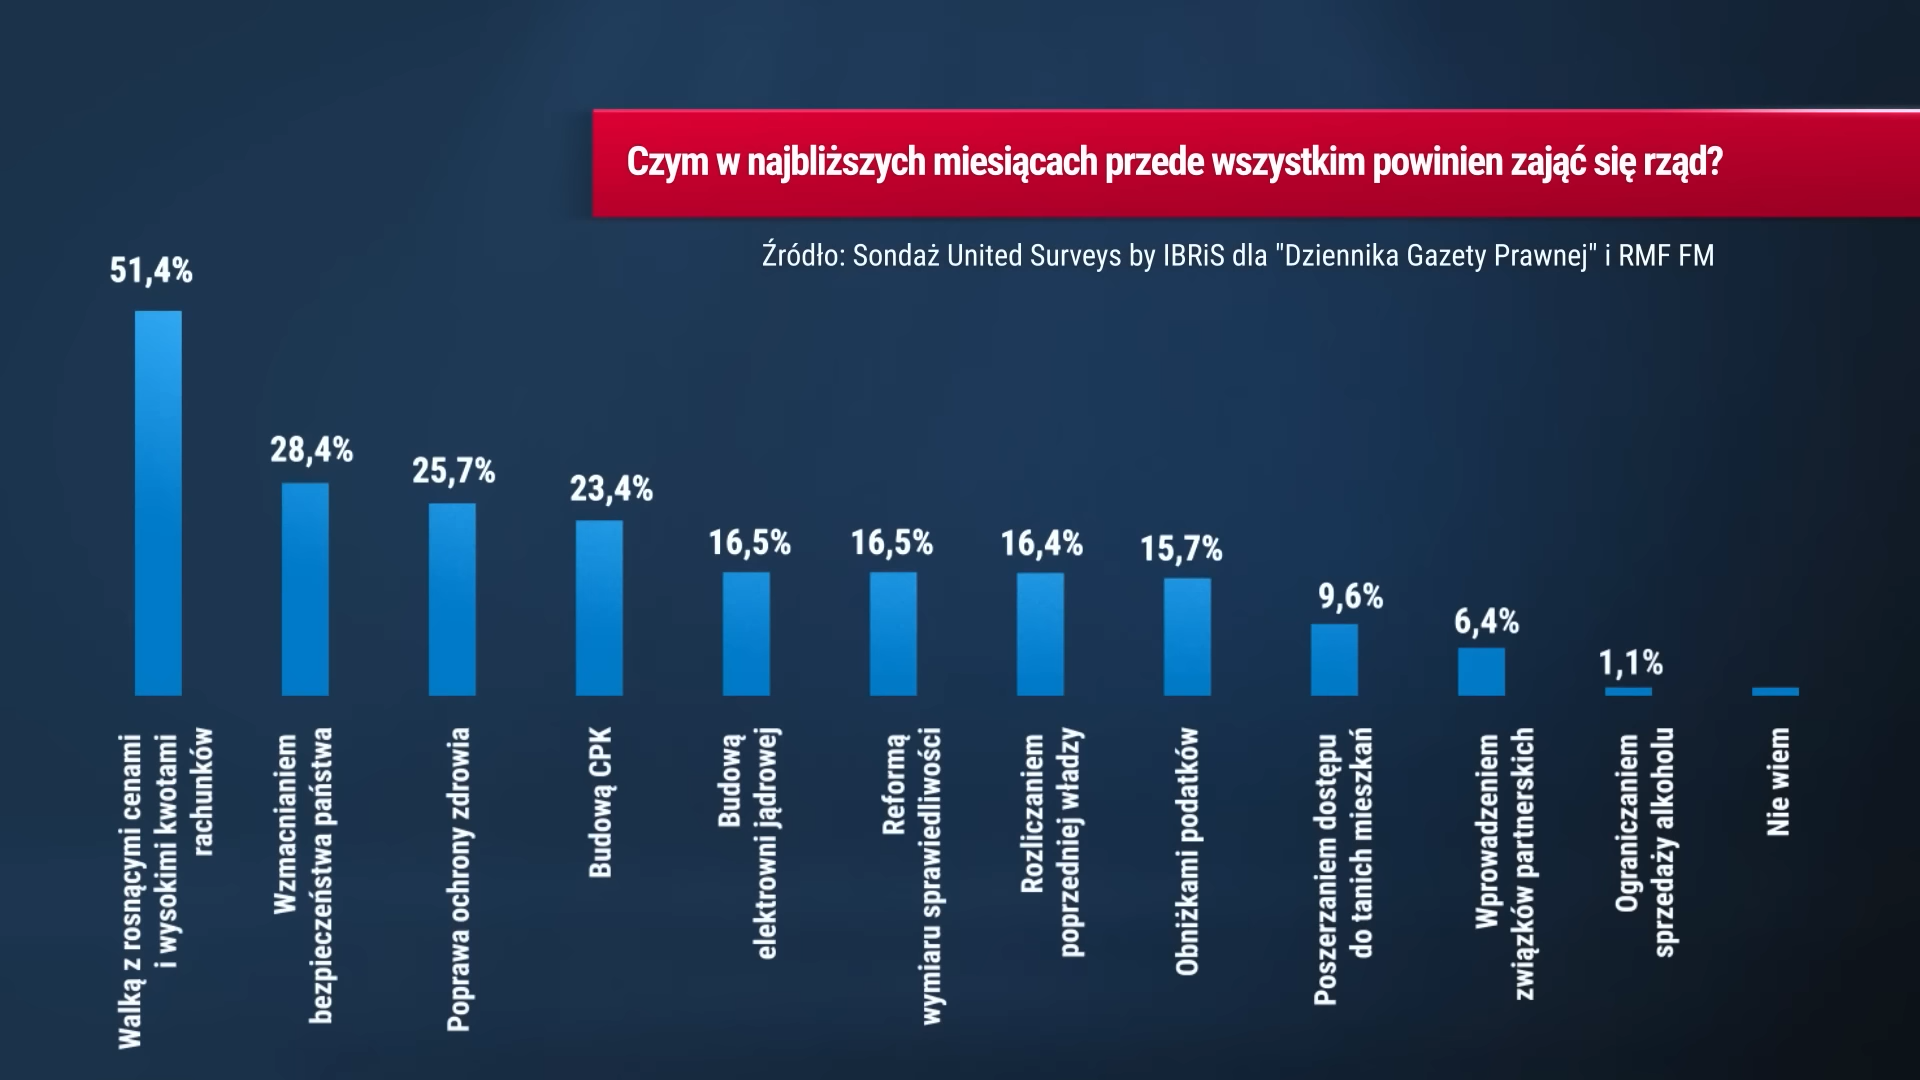 Czym w najbliższych miesiącach przede wszystkim powinien zająć się rząd?
Źródło: Sondaż United Surveys by IBRiS dla "Dziennika Gazety Prawnej" i RMF FM
51,4%
28,4%
25,7%
23,4%
16,5%
16,5%
16,4%
15,7%
9,6%
6,4%
1,1%
Walką z rosnącymi cenami
i wysokimi kwotami
rachunków
Wzmacnianiem
bezpieczeństwa państwa
Poprawa ochrony zdrowia
Budową CPK
Budową
elektrowni jądrowej
Reformą
wymiaru sprawiedliwości
Rozliczaniem
poprzedniej władzy
Obniżkami podatków
Poszerzaniem dostępu
do tanich mieszkań
Wprowadzeniem
związków partnerskich
Ograniczaniem
sprzedaży alkoholu
Nie wiem